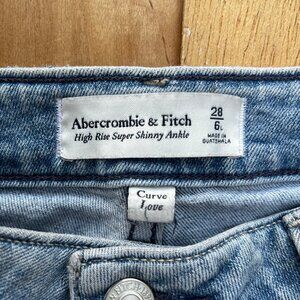 Abercrombie & Fitch
High Rise Super Skinny Ankle
28
6L
MADE IN
GUATEMALA
Curve
Love